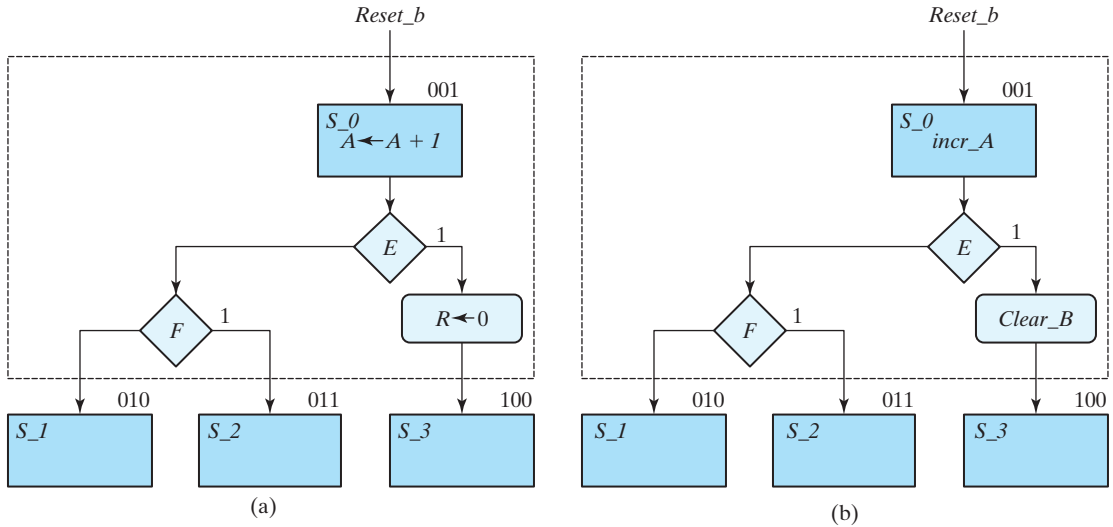 Reset_b
001
S_0
A ← A + 1
E
1
F
1
R ← 0
010
S_1
011
S_2
100
S_3
(a)
Reset_b
001
S_0
incr_A
E
1
F
1
Clear_B
010
S_1
011
S_2
100
S_3
(b)